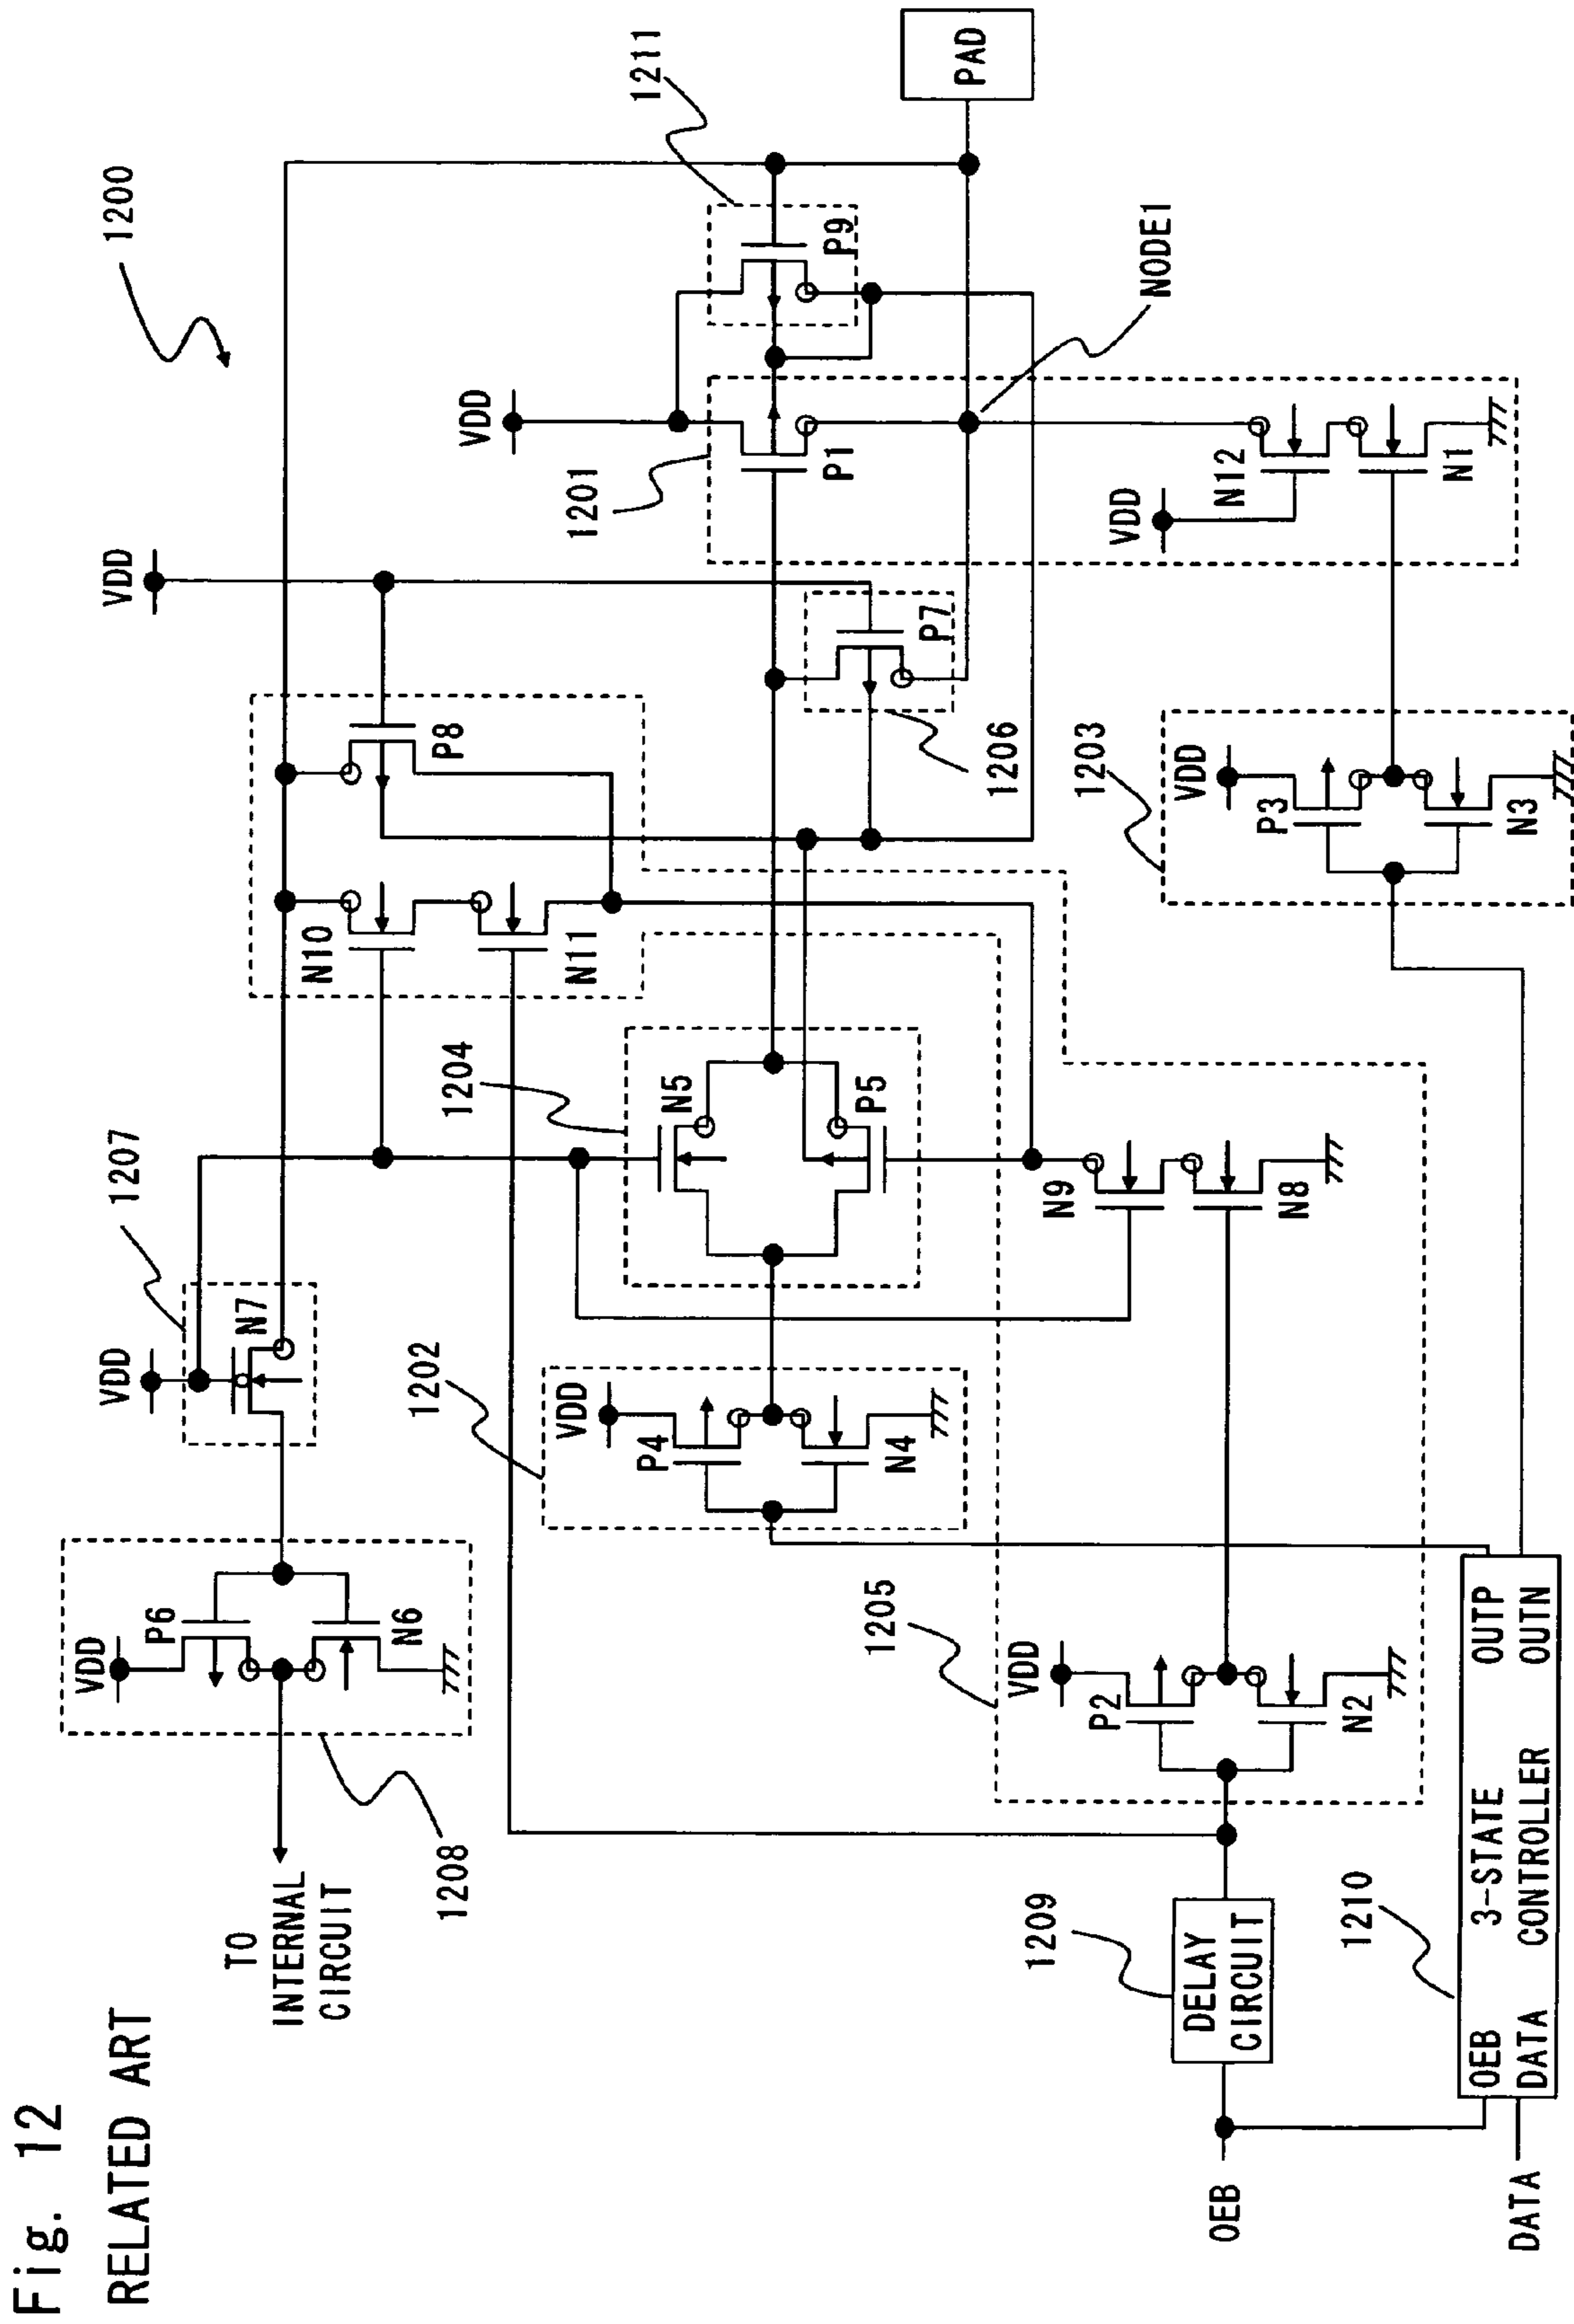 Fig. 12
RELATED ART
1200
TO
INTERNAL
CIRCUIT
1208
VDD
P6
N6
1207
VDD
N7
VDD
N10
N11
P8
1202
VDD
P4
N4
1204
N5
P5
1206
P7
1201
VDD
P1
1211
P9
PAD
NODE1
VDD
N12
N1
1205
VDD
P2
N2
N9
N8
1203
VDD
P3
N3
OEB
1209
DELAY
CIRCUIT
DATA
1210
OEB 3-STATE OUTP
DATA CONTROLLER OUTN